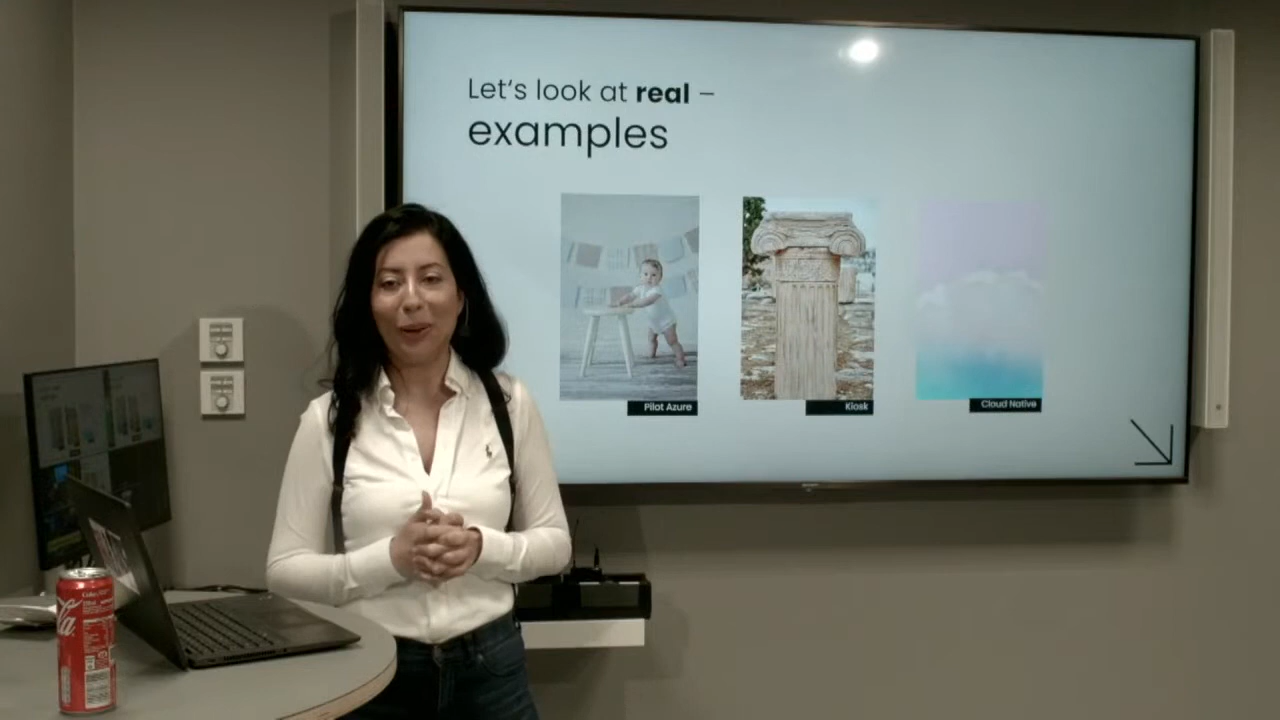 Let's look at real –
examples
Pilot Azure
Kiosk
Cloud Native